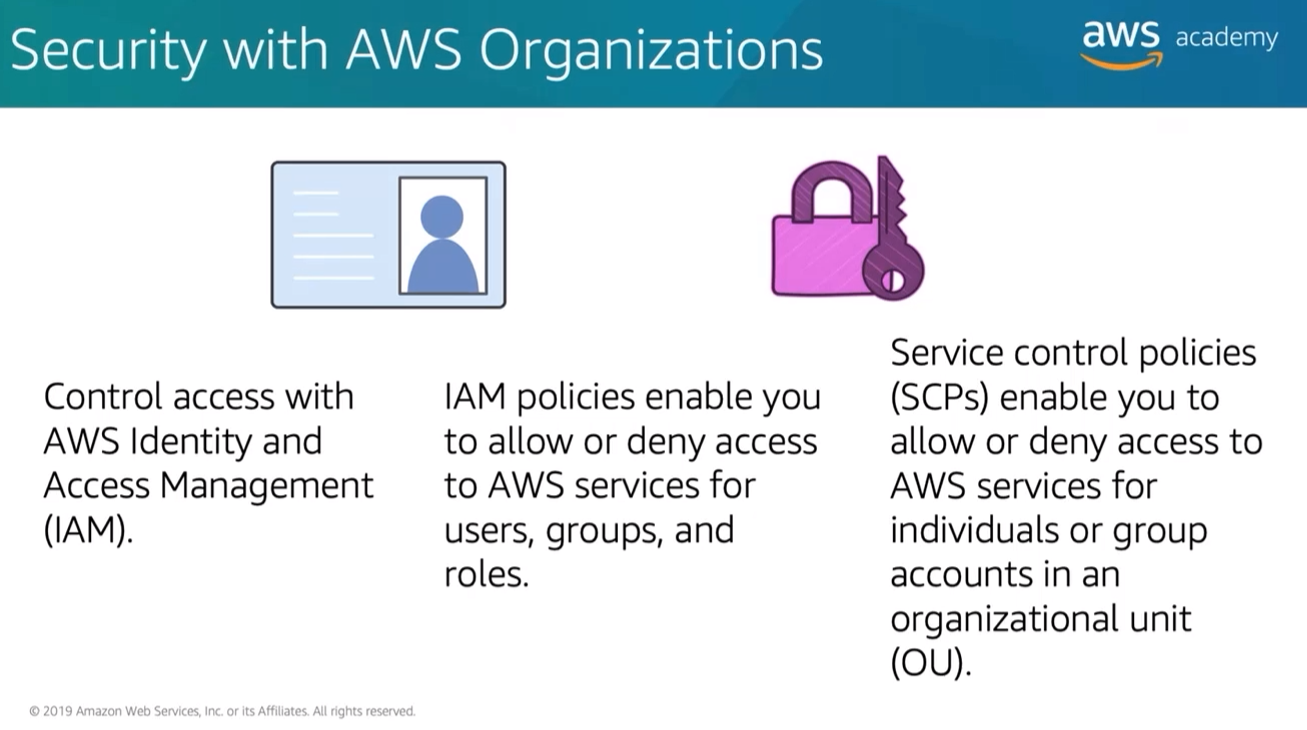 Security with AWS Organizations
aws academy
Control access with
AWS Identity and
Access Management
(IAM).
IAM policies enable you
to allow or deny access
to AWS services for
users, groups, and
roles.
Service control policies
(SCPs) enable you to
allow or deny access to
AWS services for
individuals or group
accounts in an
organizational unit
(OU).
© 2019 Amazon Web Services, Inc. or its Affiliates. All rights reserved.